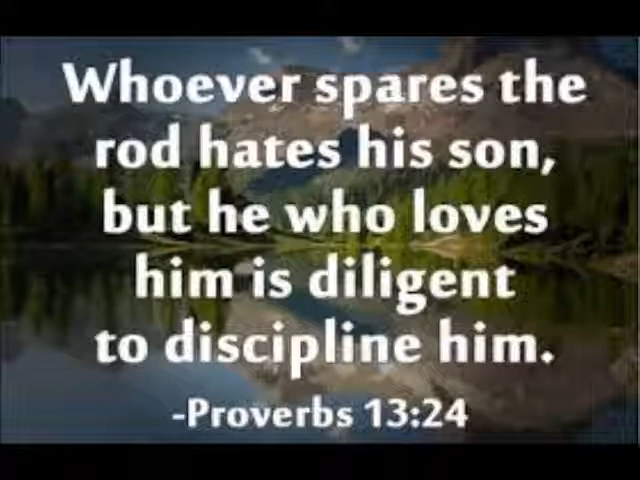 Whoever spares the
rod hates his son,
but he who loves
him is diligent
to discipline him.
-Proverbs 13:24